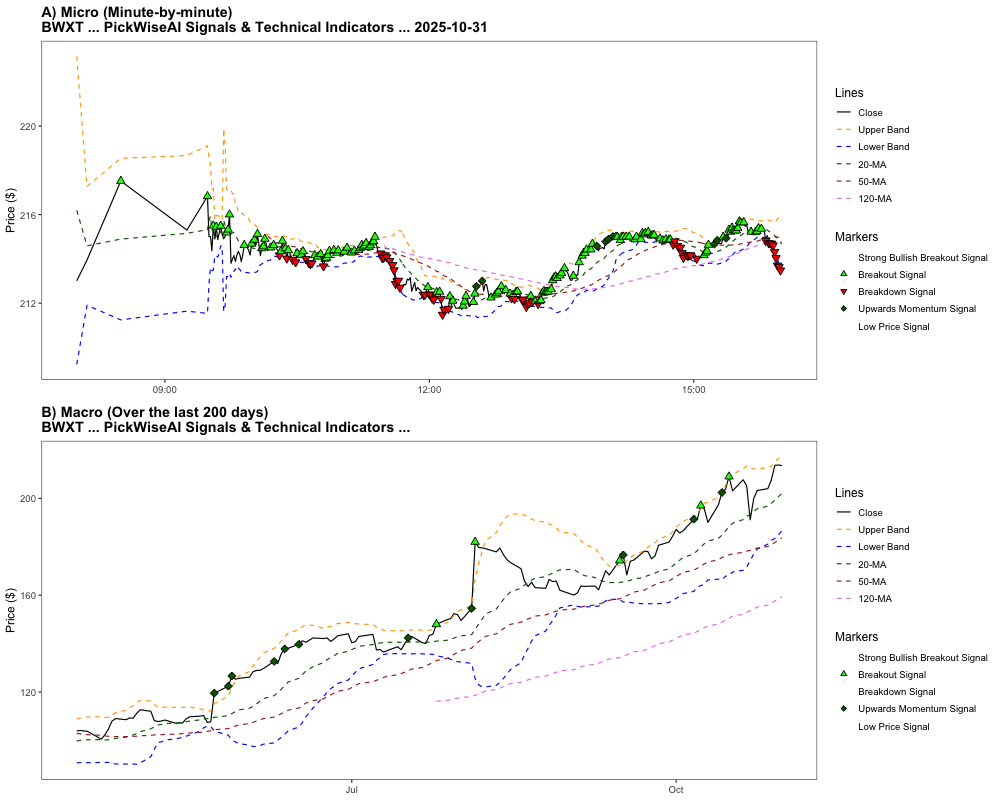 A) Micro (Minute-by-minute)
BWXT ... PickWiseAI Signals & Technical Indicators ... 2025-10-31
Price ($)
220
216
212
09:00
12:00
15:00
Lines
Close
Upper Band
Lower Band
20-MA
50-MA
120-MA
Markers
Strong Bullish Breakout Signal
Breakout Signal
Breakdown Signal
Upwards Momentum Signal
Low Price Signal
B) Macro (Over the last 200 days)
BWXT ... PickWiseAI Signals & Technical Indicators ...
Price ($)
200
160
120
Jul
Oct
Lines
Close
Upper Band
Lower Band
20-MA
50-MA
120-MA
Markers
Strong Bullish Breakout Signal
Breakout Signal
Breakdown Signal
Upwards Momentum Signal
Low Price Signal